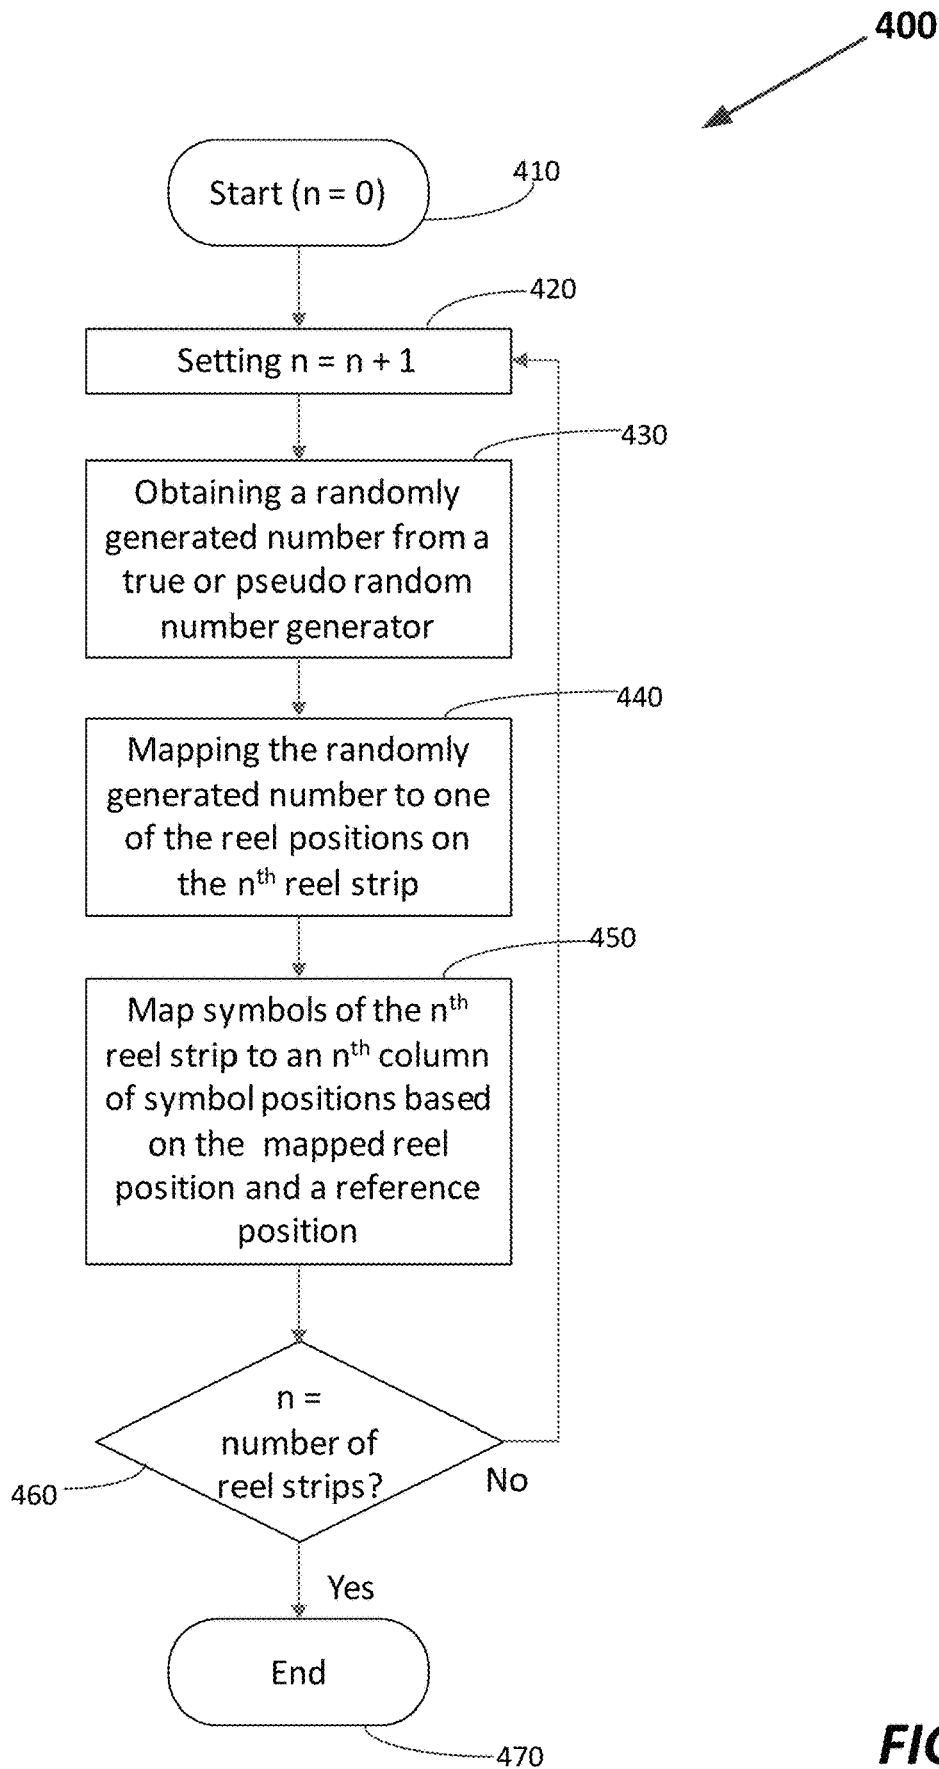 400
Start (n = 0)
410
420
Setting n = n + 1
430
Obtaining a randomly
generated number from a
true or pseudo random
number generator
440
Mapping the randomly
generated number to one
of the reel positions on
the nth reel strip
450
Map symbols of the nth
reel strip to an nth column
of symbol positions based
on the mapped reel
position and a reference
position
n =
number of
reel strips?
460
No
Yes
End
470